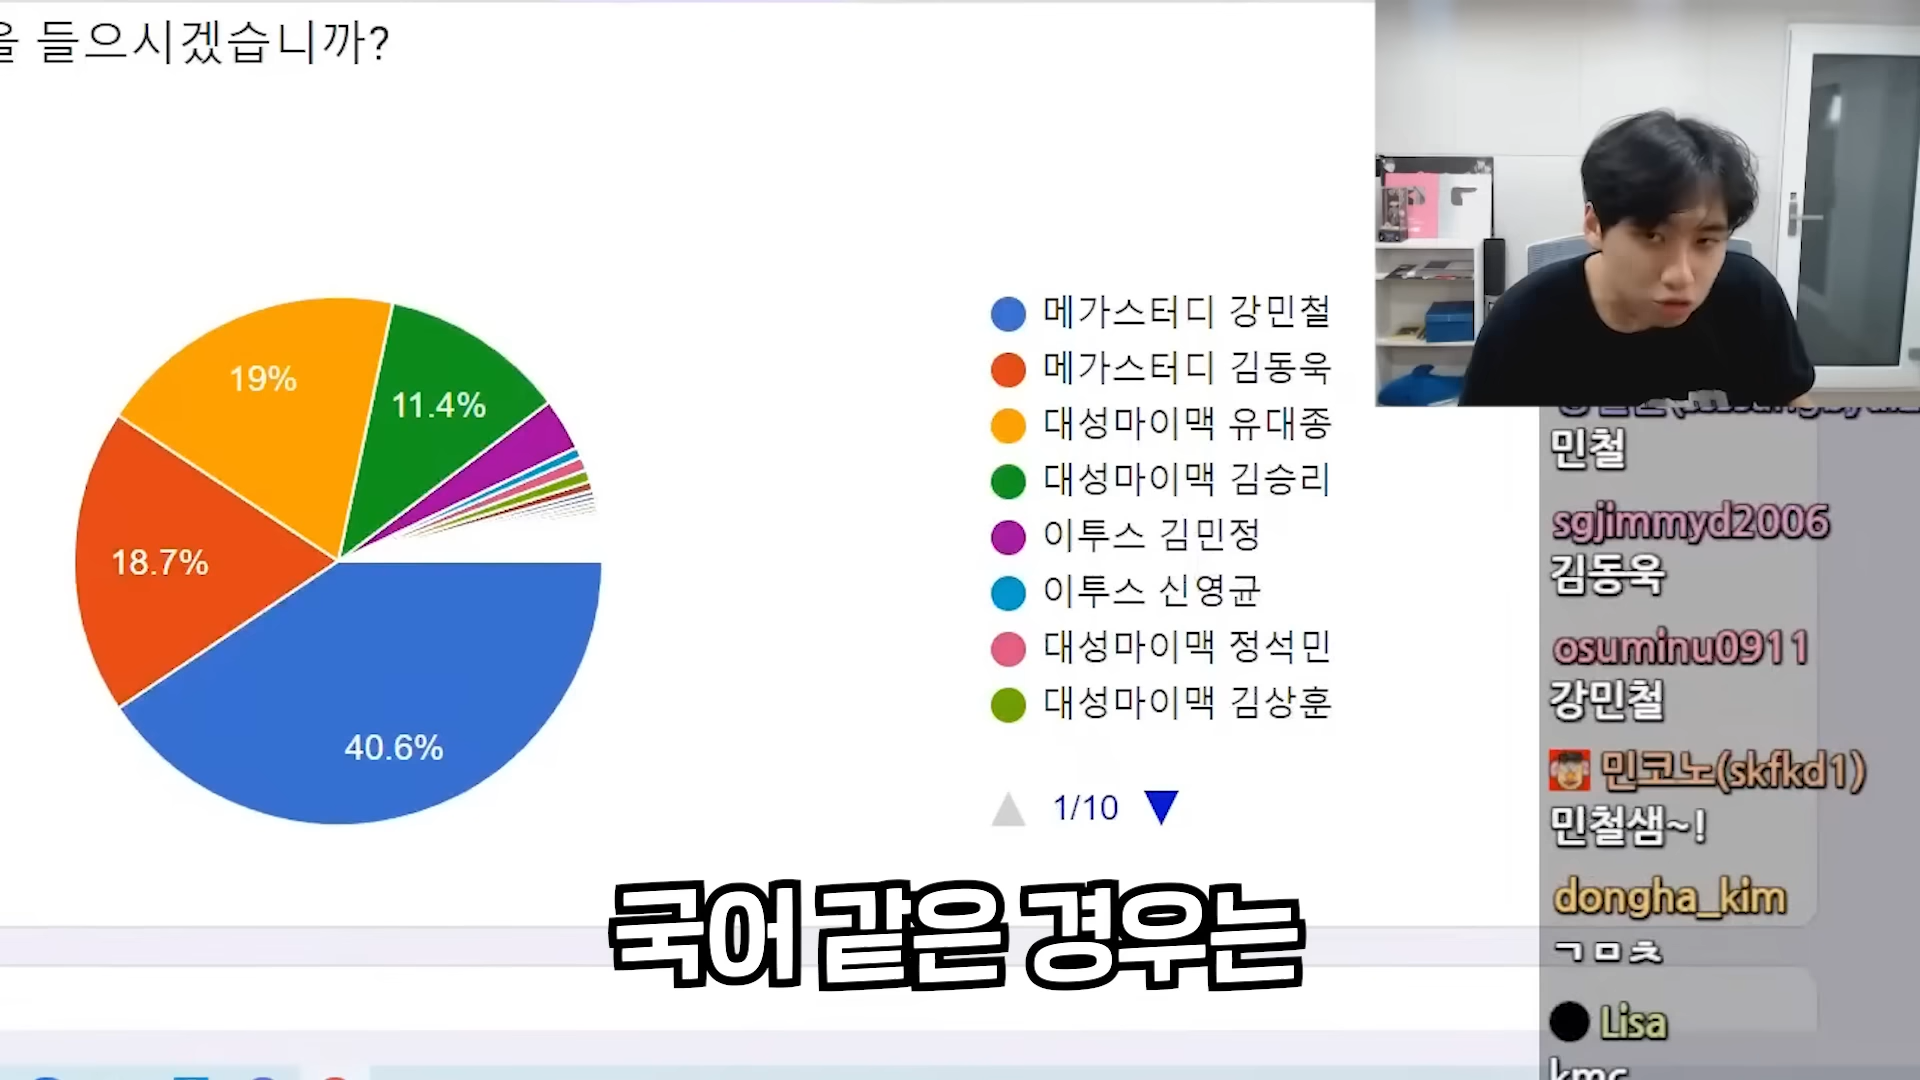 을 들으시겠습니까?
19%
11.4%
18.7%
40.6%
메가스터디 강민철
메가스터디 김동욱
대성마이맥 유대종
대성마이맥 김승리
이투스 김민정
이투스 신영균
대성마이맥 정석민
대성마이맥 김상훈
1/10
민철
sgjimmyd2006
김동욱
osuminu0911
강민철
민코노(skfkd1)
민철샘~!
dongha_kim
ㄱㅁㅊ
Lisa
kmc
국어 같은 경우는